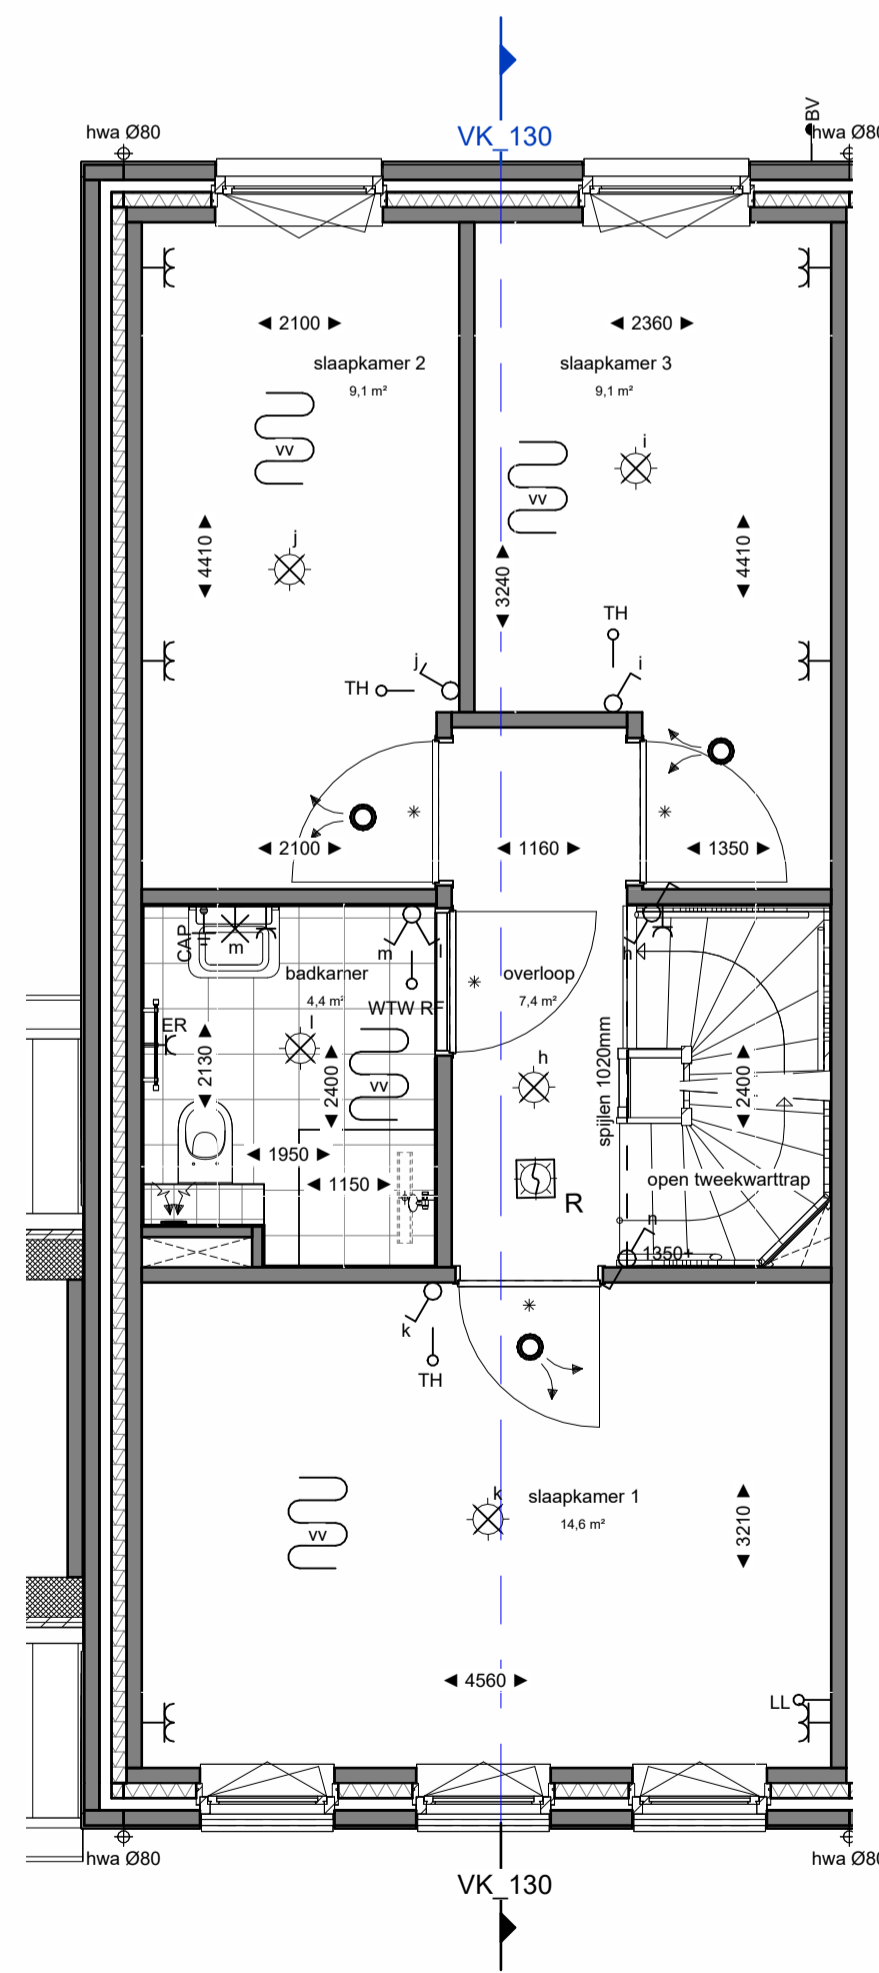 BV
hwa Ø80
VK_130
hwa Ø80
2100
2360
slaapkamer 2
9,1 m²
slaapkamer 3
9,1 m²
i
vv
vv
j
4410
3240
4410
TH
j
i
TH
2100
1160
1350
CAP
m
m
l
h
badkamer
4,4 m²
overloop
7,4 m²
WTW RF
ER
l
2130
2400
vv
h
spijlen 1020mm
2400
1950
1150
open tweekwarttrap
R
n
1350+
k
TH
k
slaapkamer 1
14,6 m²
vv
3210
4560
LL
hwa Ø80
VK_130
hwa Ø80